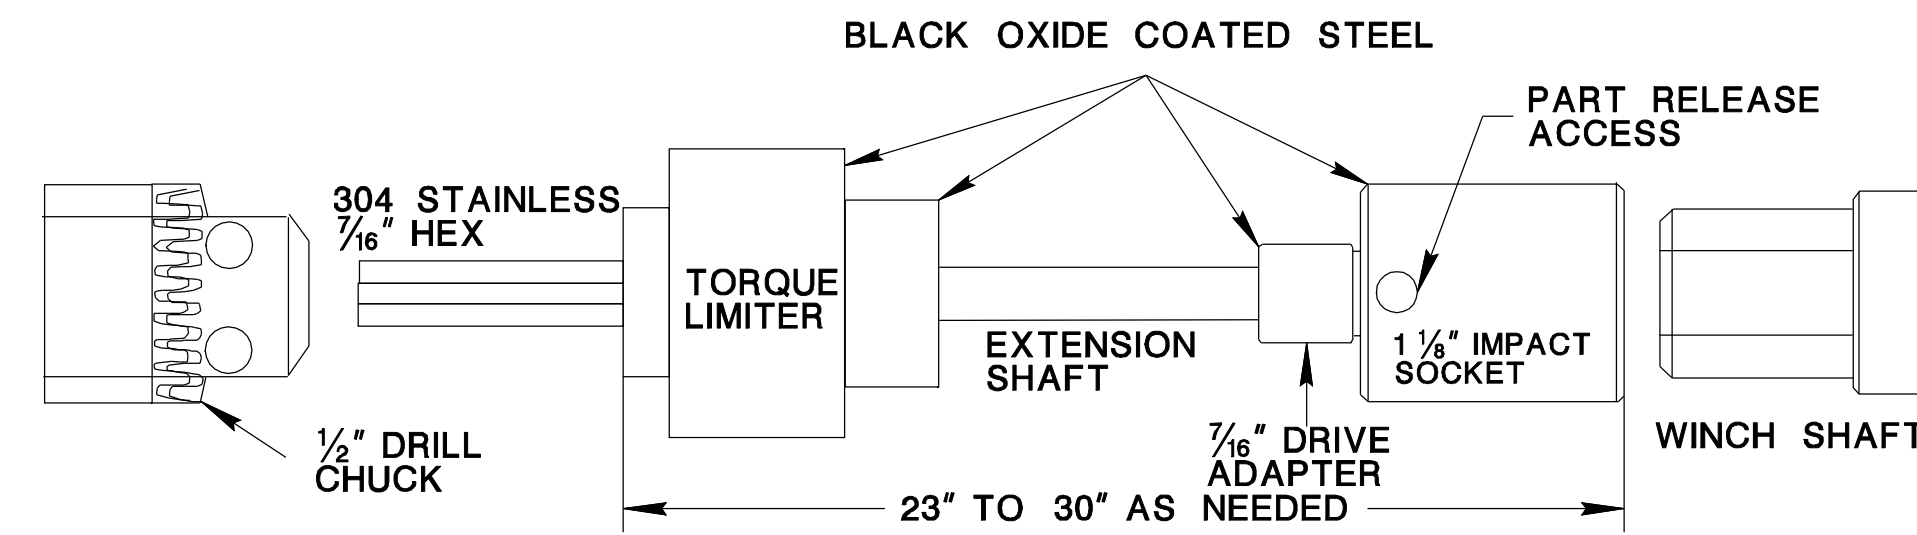 BLACK OXIDE COATED STEEL
PART RELEASE
ACCESS
304 STAINLESS
7/16" HEX
TORQUE
LIMITER
EXTENSION
SHAFT
1 1/8" IMPACT
SOCKET
1/2" DRILL
CHUCK
7/16" DRIVE
ADAPTER
WINCH SHAFT
23" TO 30" AS NEEDED